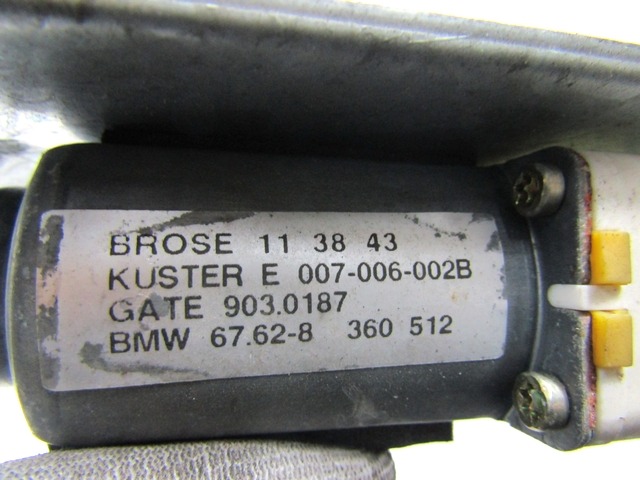 BROSE 11 38 43
KUSTER E 007-006-002B
GATE 903.0187
BMW 67.62-8 360 512